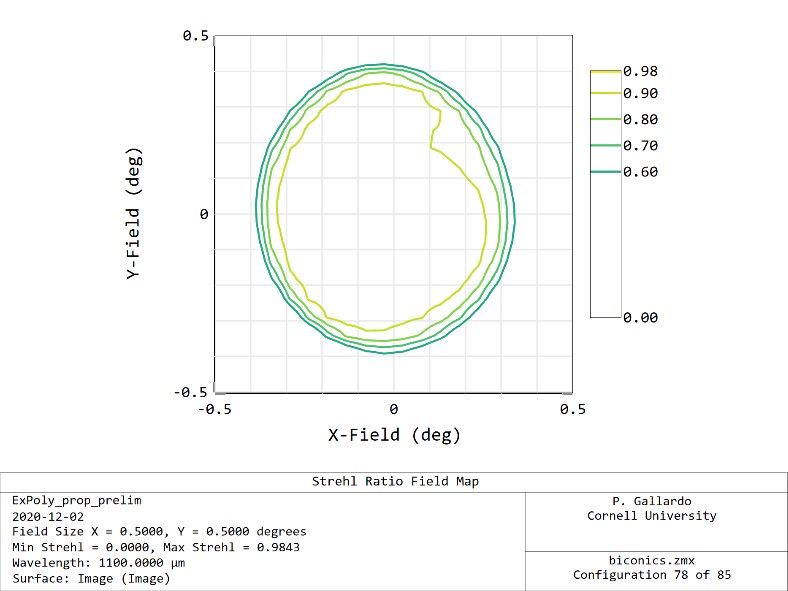 0.5
0
-0.5
Y-Field (deg)
-0.5
0
0.5
X-Field (deg)
0.98
0.90
0.80
0.70
0.60
0.00
Strehl Ratio Field Map
ExPoly_prop_prelim
2020-12-02
Field Size X = 0.5000, Y = 0.5000 degrees
Min Strehl = 0.0000, Max Strehl = 0.9843
Wavelength: 1100.0000 µm
Surface: Image (Image)
P. Gallardo
Cornell University
biconics.zmx
Configuration 78 of 85